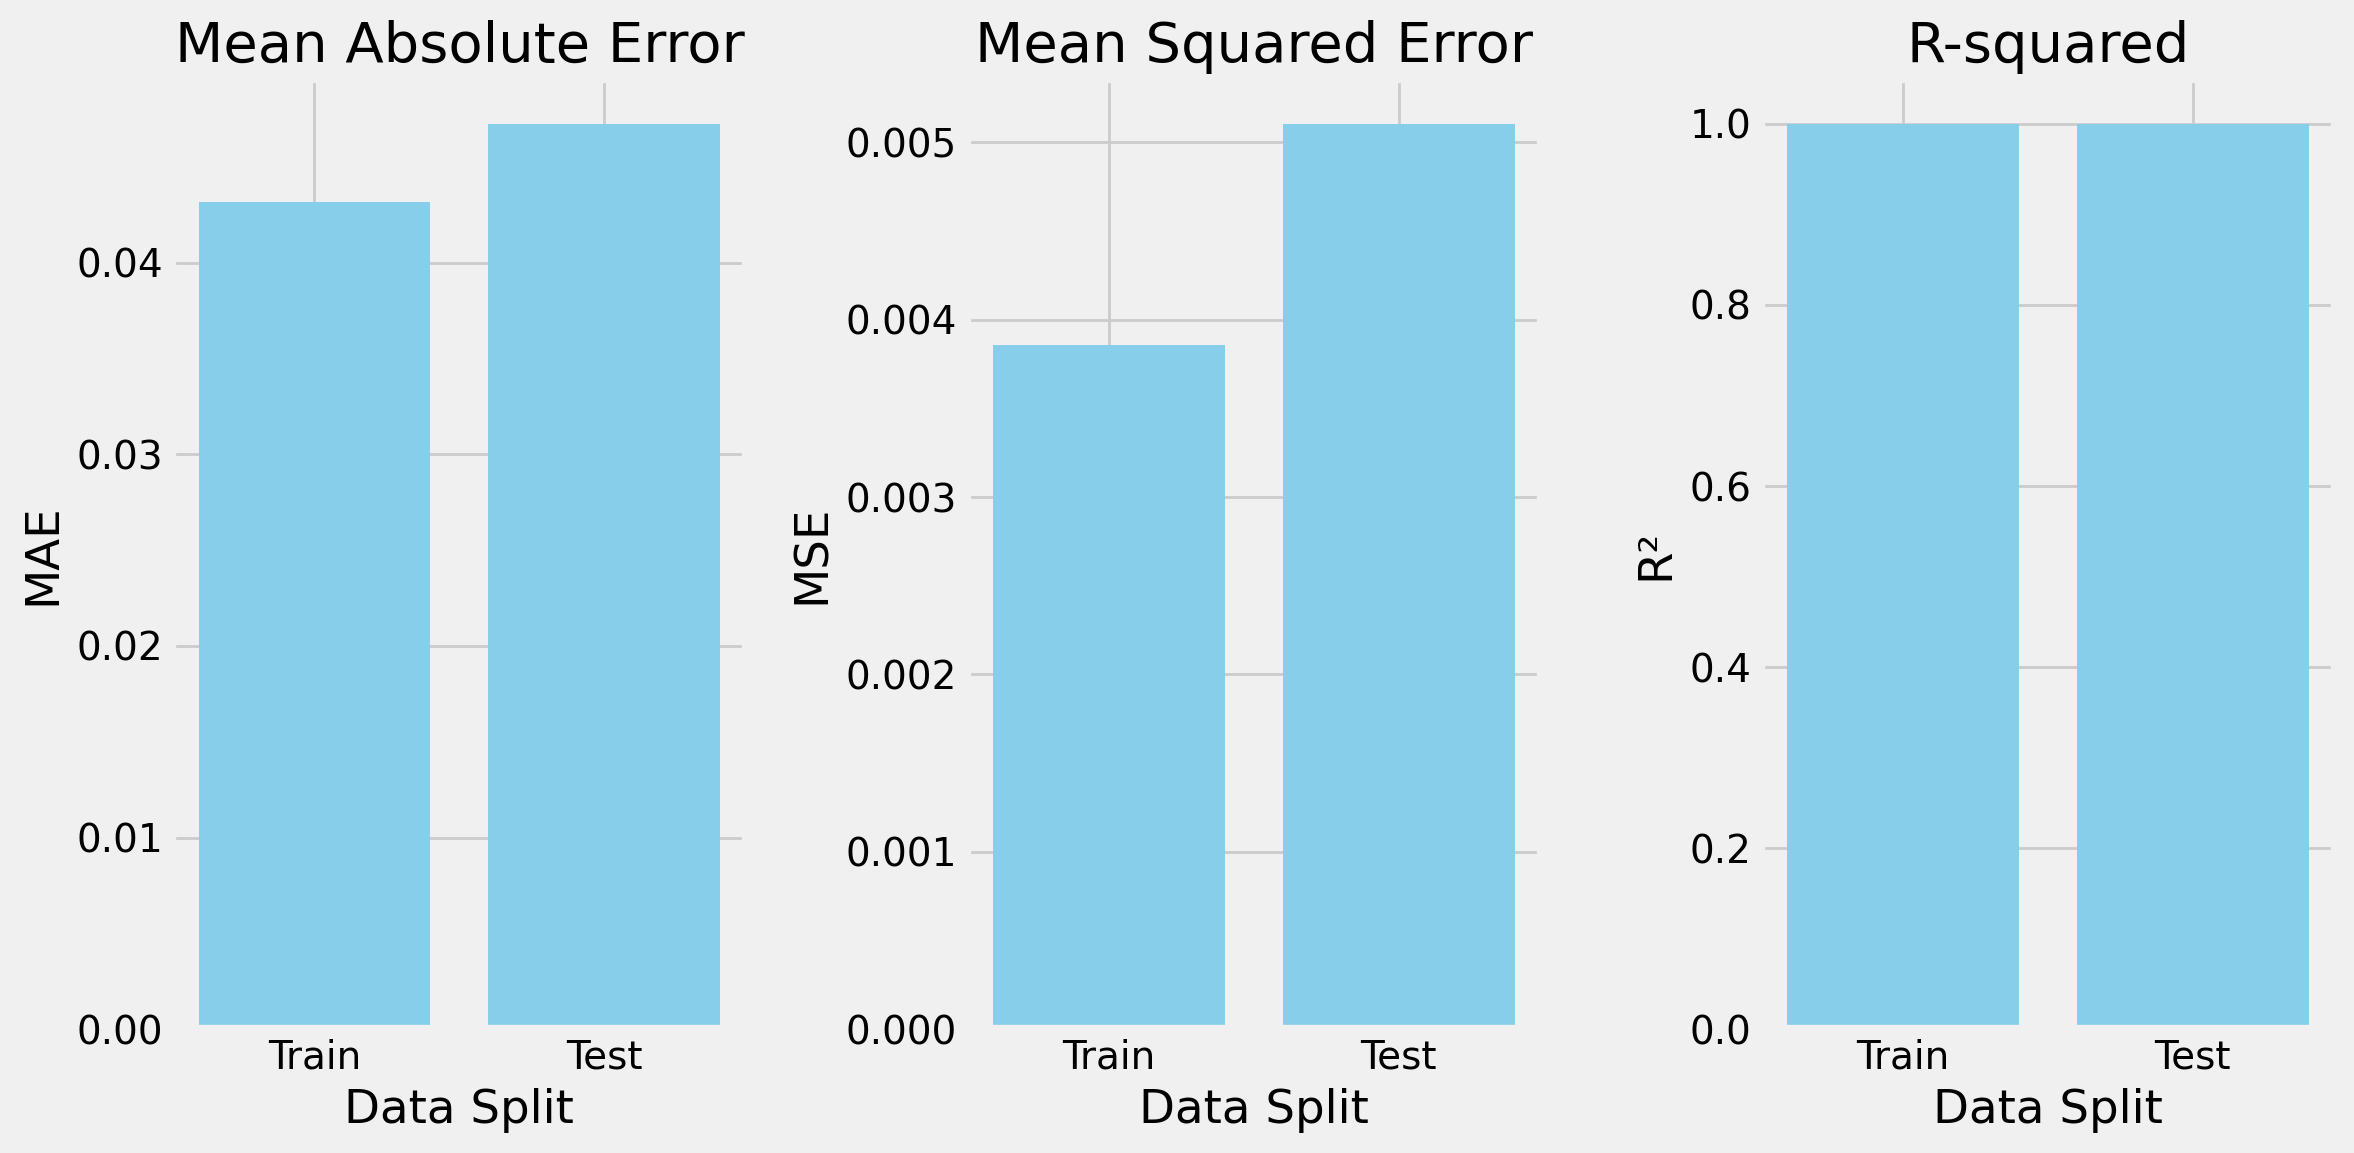 Mean Absolute Error
MAE
0.04
0.03
0.02
0.01
0.00
Train Test
Data Split
Mean Squared Error
MSE
0.005
0.004
0.003
0.002
0.001
0.000
Train Test
Data Split
R-squared
R²
1.0
0.8
0.6
0.4
0.2
0.0
Train Test
Data Split